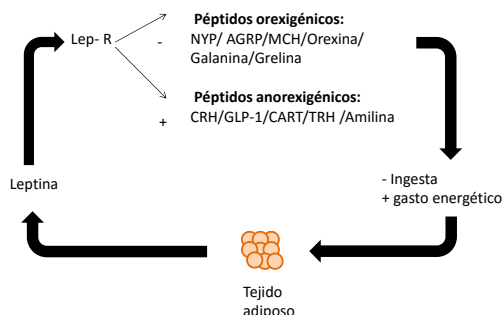 Péptidos orexigénicos:
Lep- R
-
NYP/ AGRP/MCH/Orexina/
Galanina/Grelina
Péptidos anorexigénicos:
+
CRH/GLP-1/CART/TRH /Amilina
Leptina
- Ingesta
+ gasto energético
Tejido
adiposo